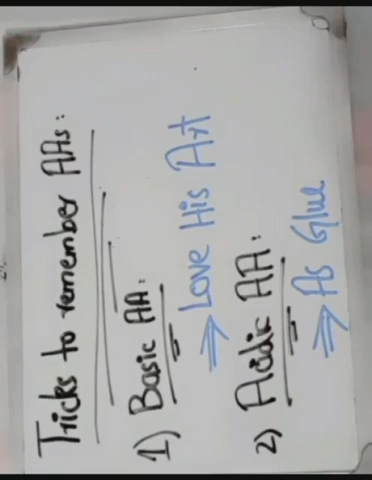 Tricks to remember AAs:
1) Basic AA:
⇒ Love His Art
2) Acidic AA:
⇒ As Glue